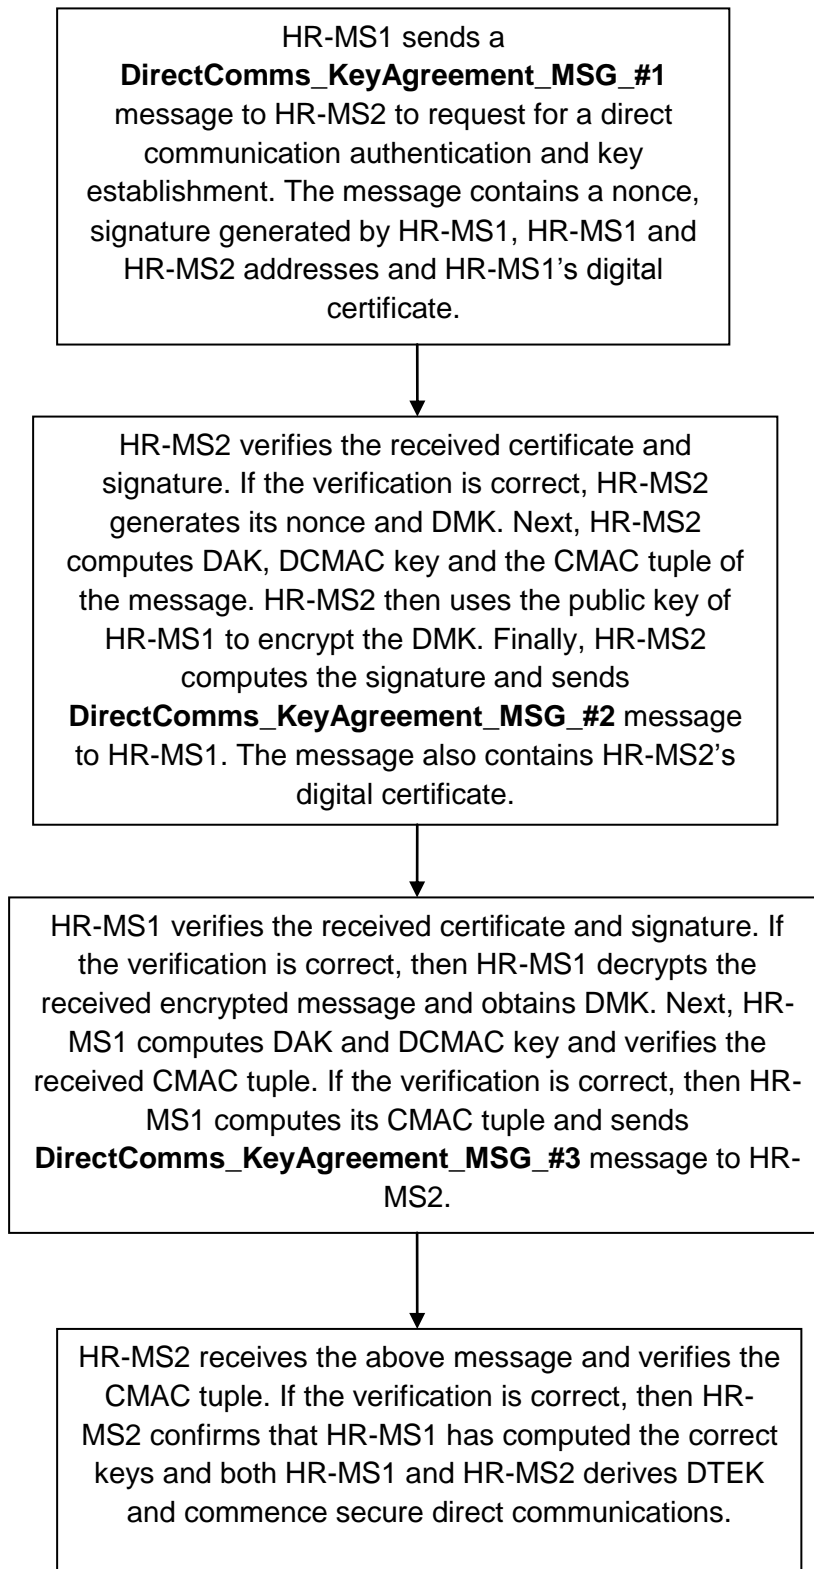 HR-MS1 sends a
DirectComms_KeyAgreement_MSG_#1
message to HR-MS2 to request for a direct
communication authentication and key
establishment. The message contains a nonce,
signature generated by HR-MS1, HR-MS1 and
HR-MS2 addresses and HR-MS1’s digital
certificate.
HR-MS2 verifies the received certificate and
signature. If the verification is correct, HR-MS2
generates its nonce and DMK. Next, HR-MS2
computes DAK, DCMAC key and the CMAC tuple of
the message. HR-MS2 then uses the public key of
HR-MS1 to encrypt the DMK. Finally, HR-MS2
computes the signature and sends
DirectComms_KeyAgreement_MSG_#2 message
to HR-MS1. The message also contains HR-MS2’s
digital certificate.
HR-MS1 verifies the received certificate and signature. If
the verification is correct, then HR-MS1 decrypts the
received encrypted message and obtains DMK. Next, HR-
MS1 computes DAK and DCMAC key and verifies the
received CMAC tuple. If the verification is correct, then HR-
MS1 computes its CMAC tuple and sends
DirectComms_KeyAgreement_MSG_#3 message to HR-
MS2.
HR-MS2 receives the above message and verifies the
CMAC tuple. If the verification is correct, then HR-
MS2 confirms that HR-MS1 has computed the correct
keys and both HR-MS1 and HR-MS2 derives DTEK
and commence secure direct communications.